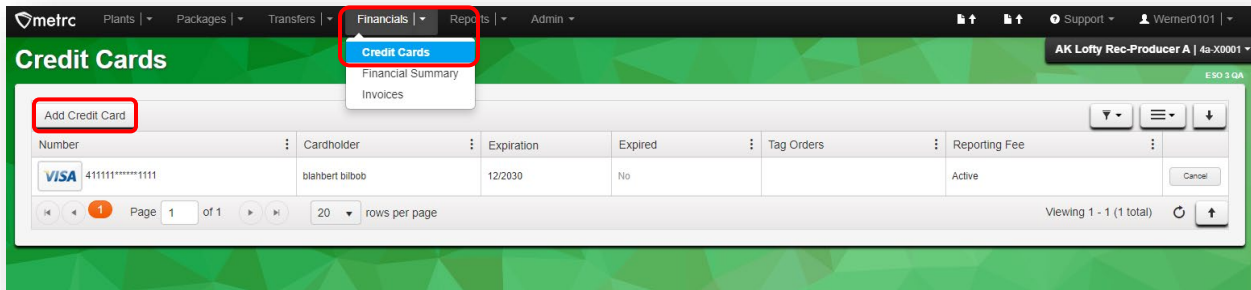 metrc Plants Packages Transfers Financials Reports Admin Support Werner0101
Credit Cards
AK Lofty Rec-Producer A | 4a-X0001
Credit Cards
Financial Summary
ESO 3 QA
Invoices
Add Credit Card
Number Cardholder Expiration Expired Tag Orders Reporting Fee
VISA 411111******1111 blahbert bilbob 12/2030 No Active Cancel
1 Page 1 of 1 20 rows per page Viewing 1 - 1 (1 total)